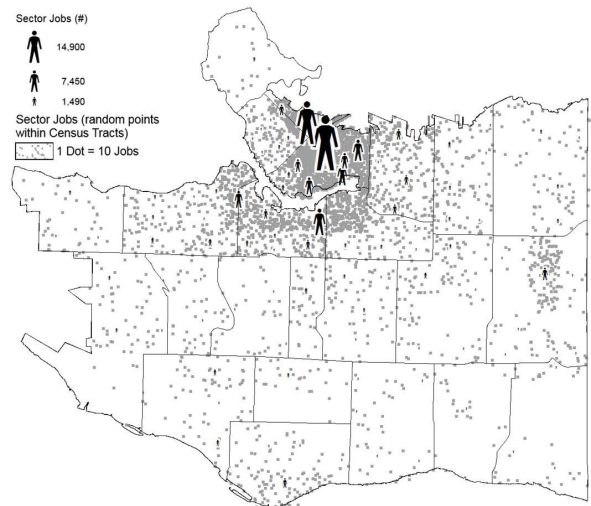 Sector Jobs (#)
14,900
7,450
1,490
Sector Jobs (random points
within Census Tracts)
1 Dot = 10 Jobs